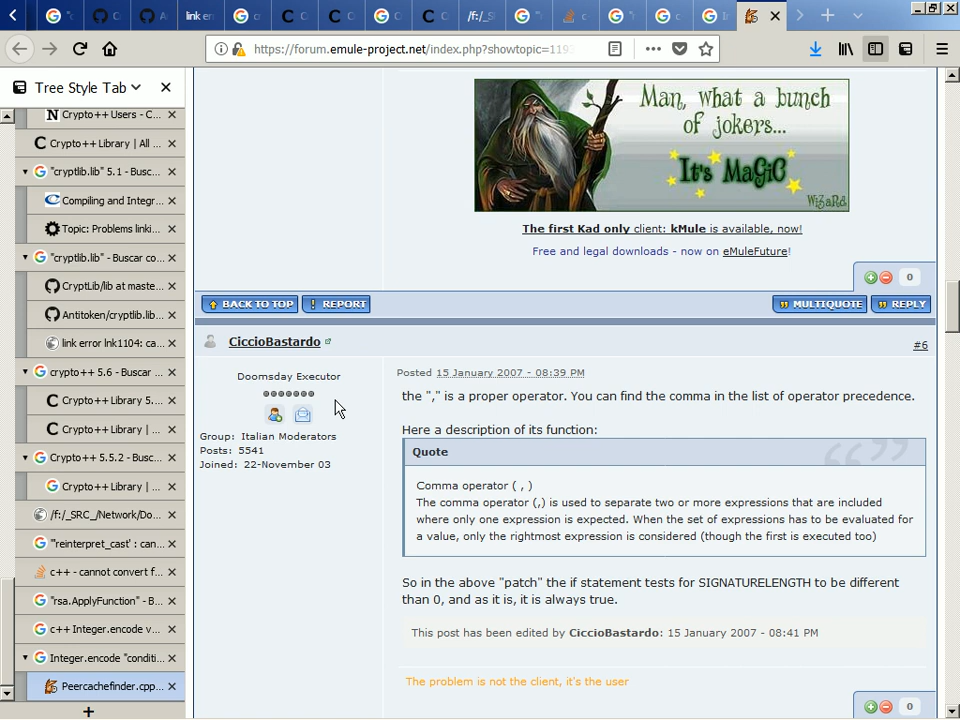 "c
C
A
link err
cr
C
C
C
C
/f:/_S
"r
c
"r
c
In
https://forum.emule-project.net/index.php?showtopic=119
Tree Style Tab
Crypto++ Users - C...
Crypto++ Library | All ...
"cryptlib.lib" 5.1 - Busc...
Compiling and Integr...
Topic: Problems linki...
"cryptlib.lib" - Buscar co...
CryptLib/lib at maste...
Antitoken/cryptlib.lib...
link error lnk1104: ca...
crypto++ 5.6 - Buscar ...
Crypto++ Library 5....
Crypto++ Library | ...
Crypto++ 5.5.2 - Busc...
Crypto++ Library | ...
/f:/_SRC_/Network/Do...
"'reinterpret_cast' : can...
c++ - cannot convert f...
"rsa.ApplyFunction" - B...
c++ Integer.encode v...
Integer.encode "conditi...
Peercachefinder.cpp...
Man, what a bunch
of jokers...
It's MaGiC
WiZaRd
The first Kad only client: kMule is available, now!
Free and legal downloads - now on eMuleFuture!
0
BACK TO TOP
! REPORT
MULTIQUOTE
REPLY
CiccioBastardo
#6
Doomsday Executor
Group: Italian Moderators
Posts: 5541
Joined: 22-November 03
Posted 15 January 2007 - 08:39 PM
the "," is a proper operator. You can find the comma in the list of operator precedence.
Here a description of its function:
Quote
Comma operator ( , )
The comma operator (,) is used to separate two or more expressions that are included
where only one expression is expected. When the set of expressions has to be evaluated for
a value, only the rightmost expression is considered (though the first is executed too)
So in the above "patch" the if statement tests for SIGNATURELENGTH to be different
than 0, and as it is, it is always true.
This post has been edited by CiccioBastardo: 15 January 2007 - 08:41 PM
The problem is not the client, it's the user
0